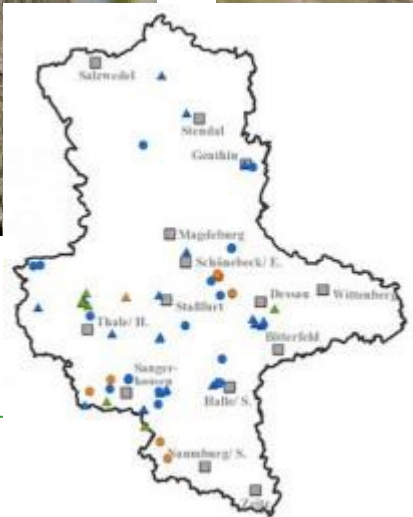 Salzwedel
Stendal
Genthin
Magdeburg
Schönebeck/ E.
Dessau
Wittenberg
Staßfurt
Thale/ H.
Bitterfeld
Sanger-
hausen
Halle/ S.
Naumburg/ S.
Zeitz